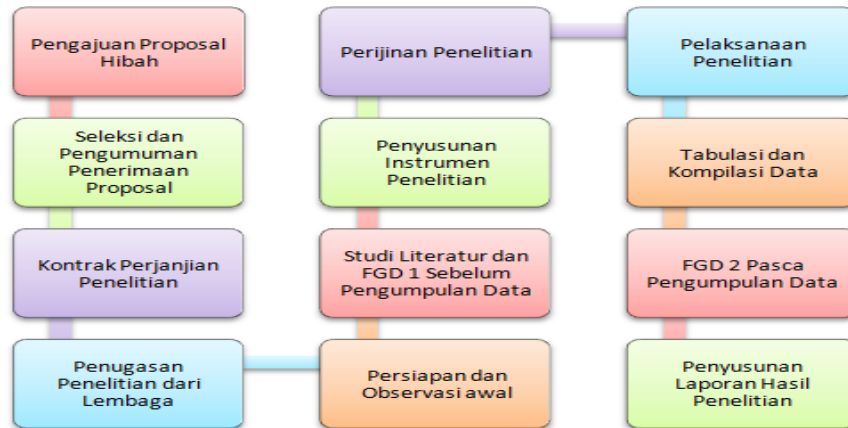 Pengajuan Proposal
Hibah
Seleksi dan
Pengumuman
Penerimaan
Proposal
Kontrak Perjanjian
Penelitian
Penugasan
Penelitian dari
Lembaga
Persiapan dan
Observasi awal
Studi Literatur dan
FGD 1 Sebelum
Pengumpulan Data
Penyusunan
Instrumen
Penelitian
Perijinan Penelitian
Pelaksanaan
Penelitian
Tabulasi dan
Kompilasi Data
FGD 2 Pasca
Pengumpulan Data
Penyusunan
Laporan Hasil
Penelitian